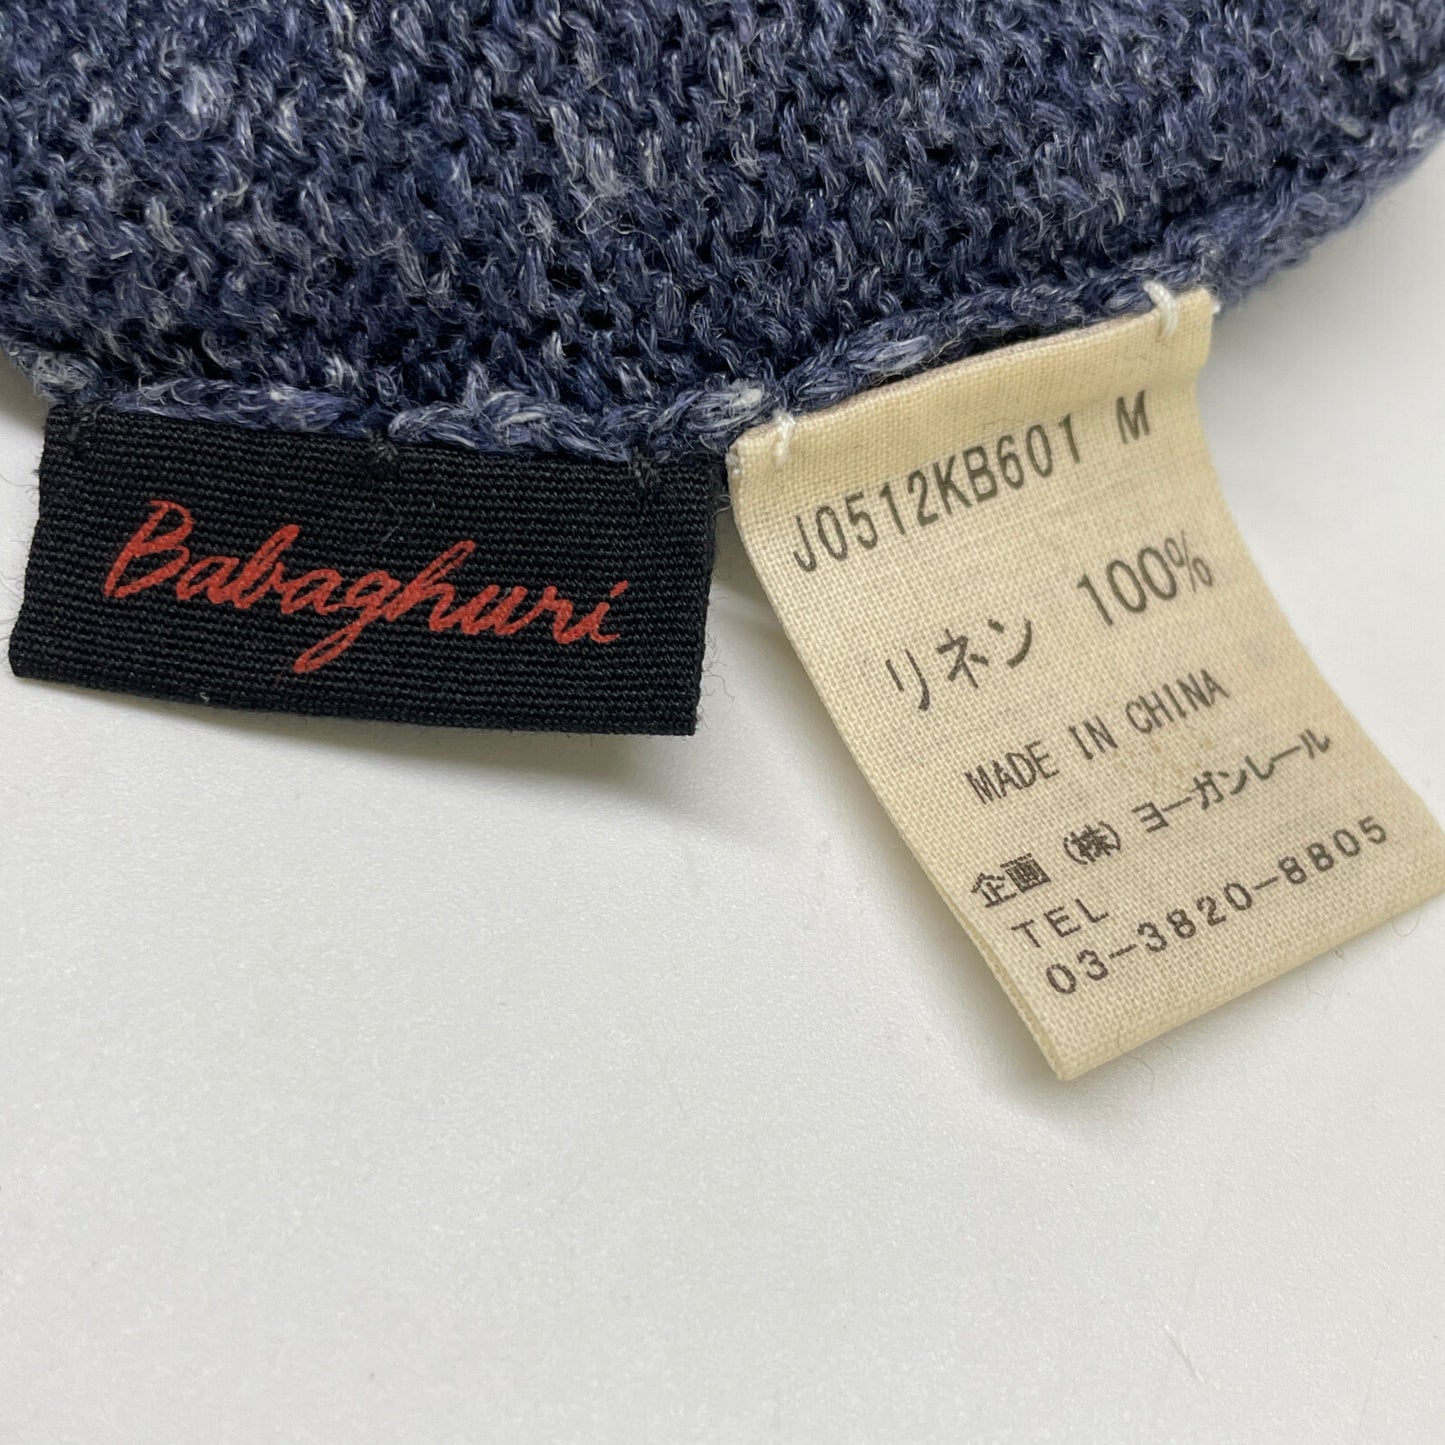 Babaghuri
J0512KB601 M
リネン 100%
MADE IN CHINA
企画 (株) ヨーガンレール
TEL
03-3820-8805